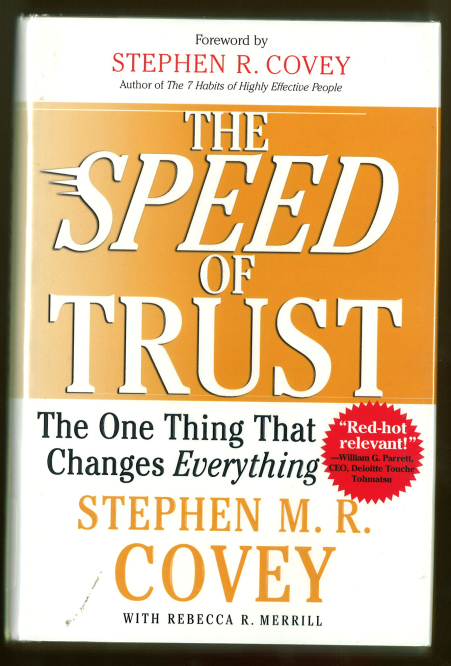 Foreword by
STEPHEN R. COVEY
Author of The 7 Habits of Highly Effective People
THE
SPEED
OF
TRUST
The One Thing That
Changes Everything
"Red-hot
relevant!"
—William G. Parrett,
CEO, Deloitte Touche
Tohmatsu
STEPHEN M. R.
COVEY
WITH REBECCA R. MERRILL